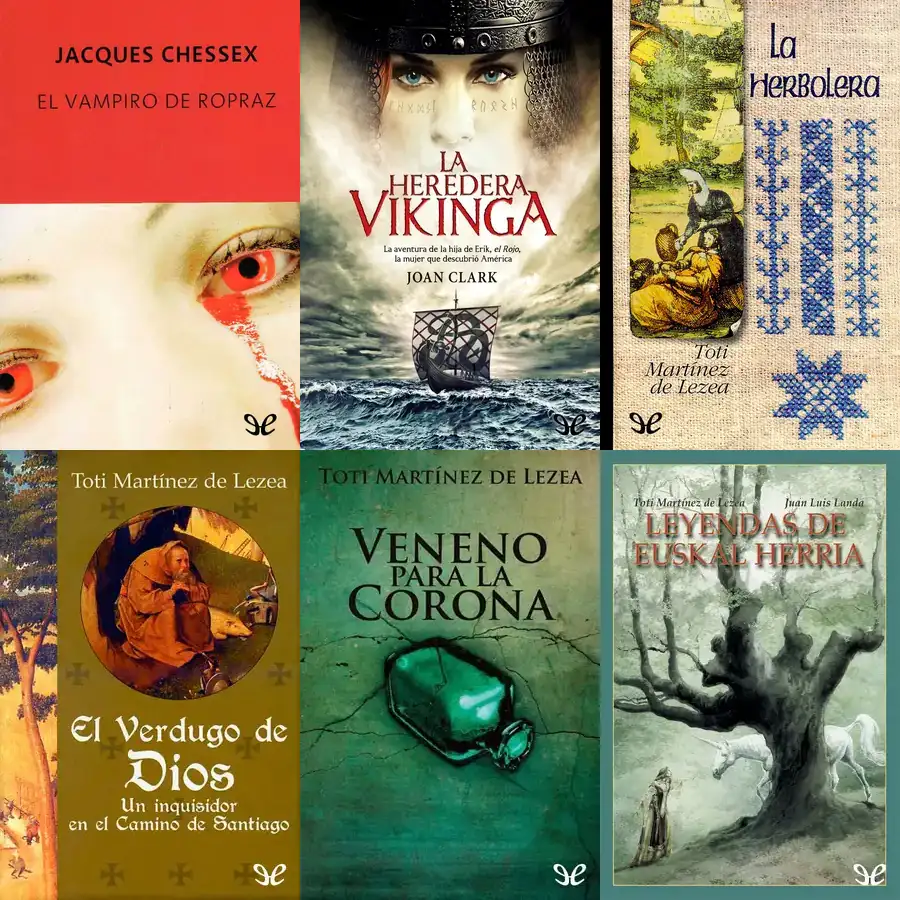 JACQUES CHESSEX
EL VAMPIRO DE ROPRAZ
LA
HEREDERA
VIKINGA
La aventura de la hija de Erik, el Rojo,
la mujer que descubrió América
JOAN CLARK
La
Herbolera
Toti
Martínez
de Lezea
Toti Martínez de Lezea
El Verdugo de
Dios
Un inquisidor
en el Camino de Santiago
TOTI MARTÍNEZ DE LEZEA
VENENO
PARA LA
CORONA
Toti Martínez de Lezea Juan Luis Landa
LEYENDAS DE
EUSKAL HERRIA